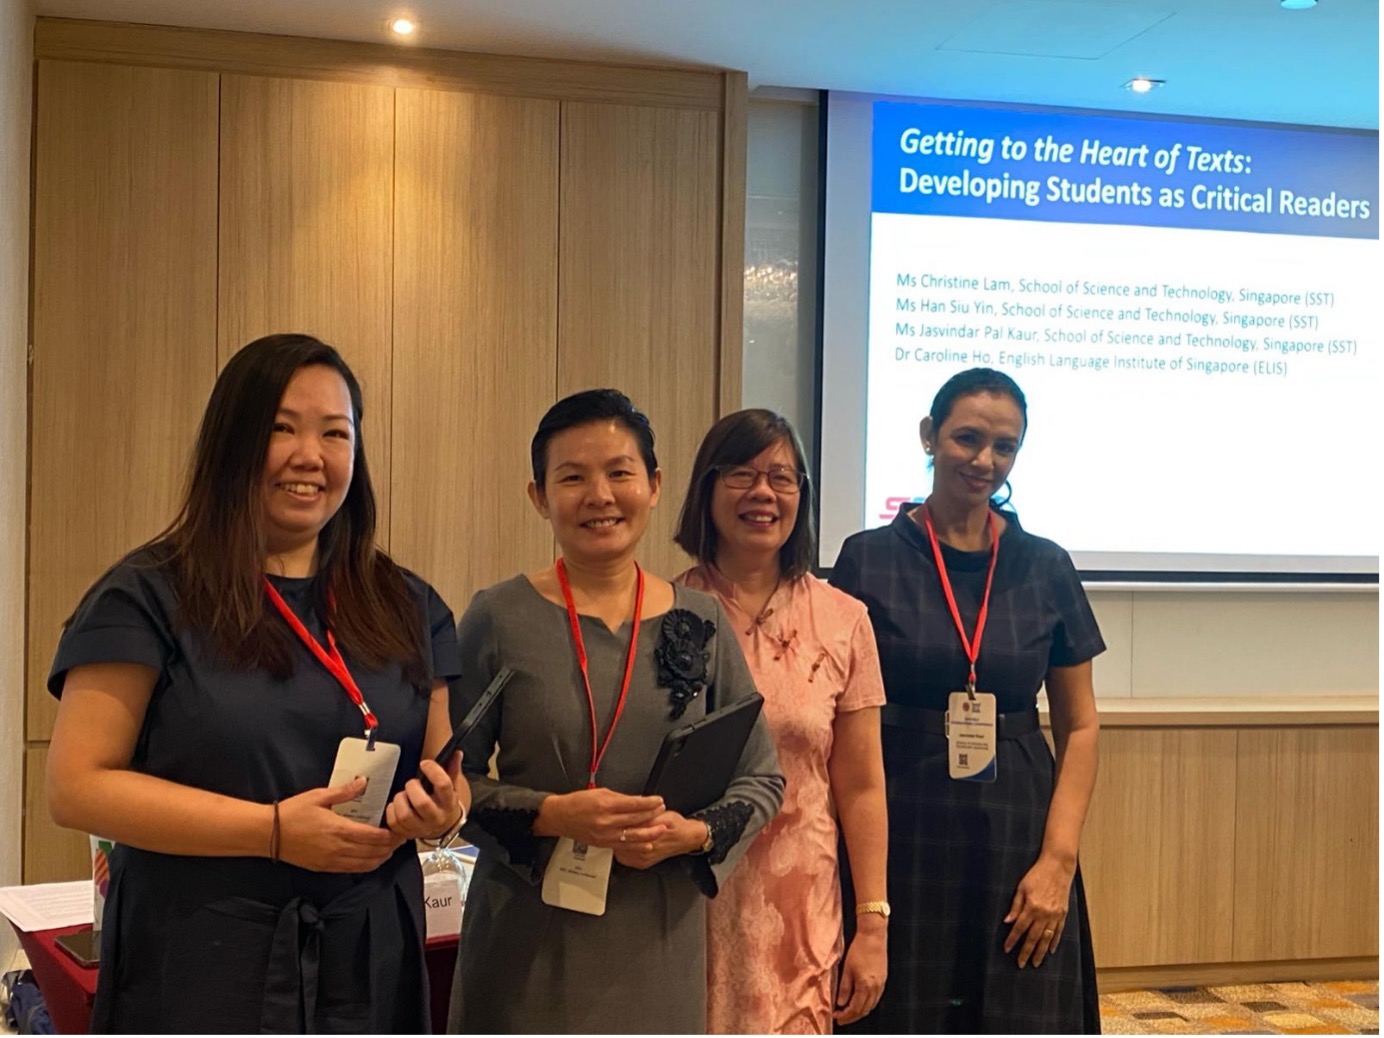 Getting to the Heart of Texts:
Developing Students as Critical Readers
Ms Christine Lam, School of Science and Technology, Singapore (SST)
Ms Han Siu Yin, School of Science and Technology, Singapore (SST)
Ms Jasvindar Pal Kaur, School of Science and Technology, Singapore (SST)
Dr Caroline Ho, English Language Institute of Singapore (ELIS)
Kaur